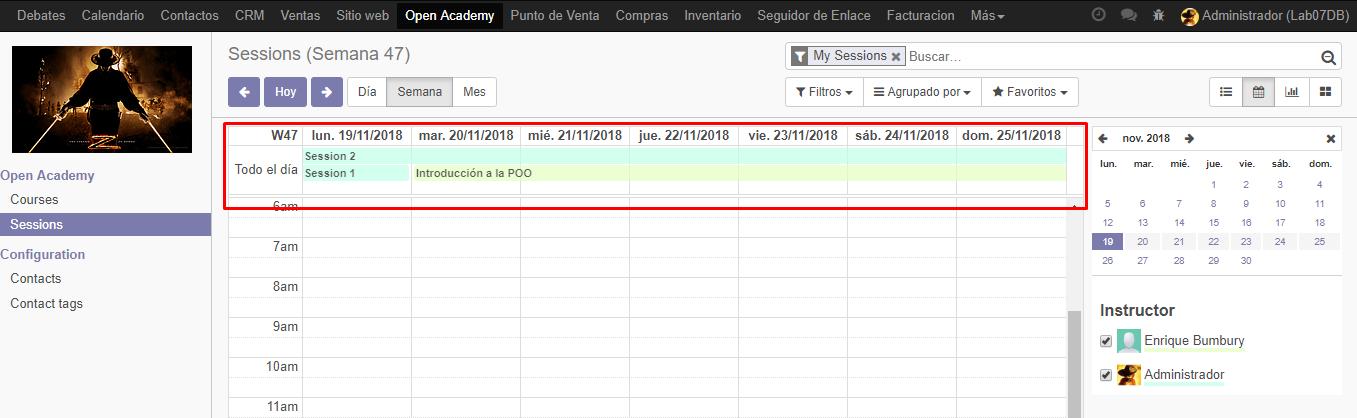 Debates Calendario Contactos CRM Ventas Sitio web Open Academy Punto de Venta Compras Inventario Seguidor de Enlace Facturacion Más Administrador (Lab07DB)
Open Academy
Courses
Sessions
Configuration
Contacts
Contact tags
Sessions (Semana 47)
My Sessions Buscar...
Hoy Día Semana Mes
Filtros Agrupado por Favoritos
W47 lun. 19/11/2018 mar. 20/11/2018 mié. 21/11/2018 jue. 22/11/2018 vie. 23/11/2018 sáb. 24/11/2018 dom. 25/11/2018
Todo el día
Session 2
Session 1 Introducción a la POO
6am
7am
8am
9am
10am
11am
nov. 2018
lun. mar. mié. jue. vie. sáb. dom.
1 2 3 4
5 6 7 8 9 10 11
12 13 14 15 16 17 18
19 20 21 22 23 24 25
26 27 28 29 30
Instructor
Enrique Bumbury
Administrador